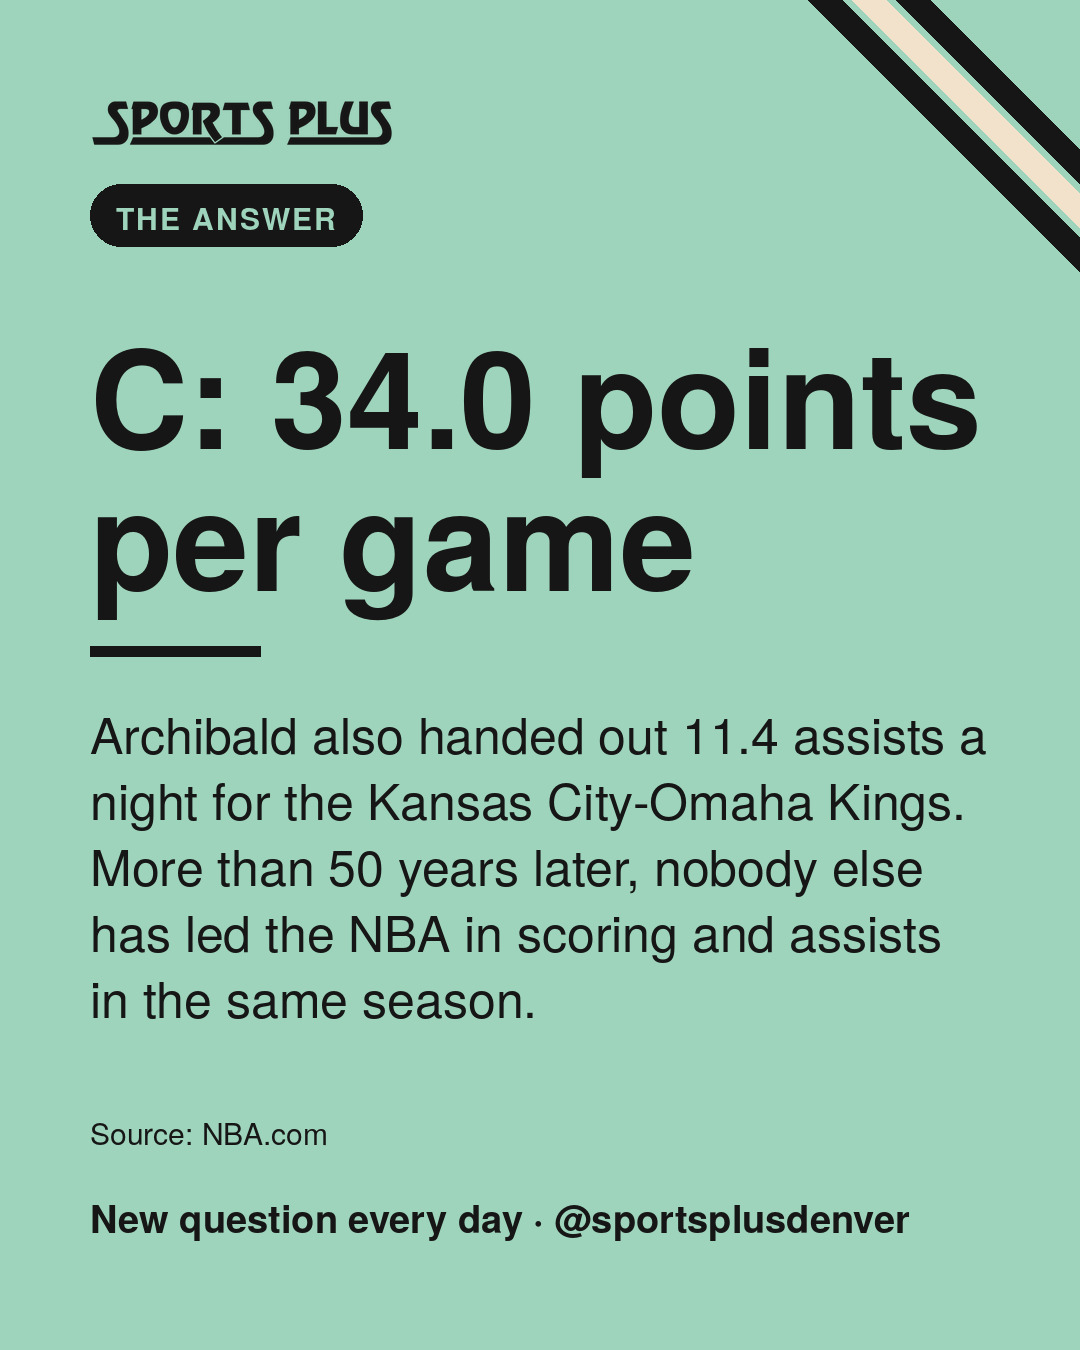 SPORTS PLUS
THE ANSWER
C: 34.0 points
per game
Archibald also handed out 11.4 assists a
night for the Kansas City-Omaha Kings.
More than 50 years later, nobody else
has led the NBA in scoring and assists
in the same season.
Source: NBA.com
New question every day · @sportsplusdenver